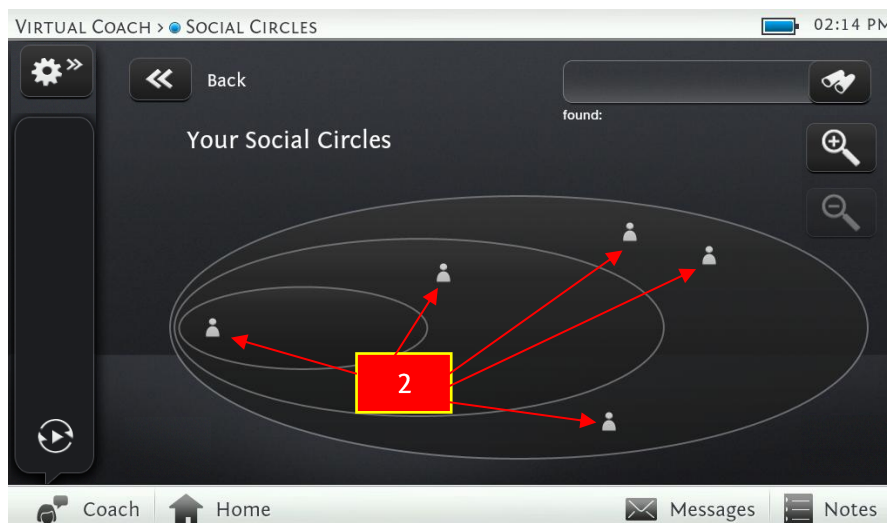 VIRTUAL COACH > SOCIAL CIRCLES 02:14 PM
Back
found:
Your Social Circles
2
Coach Home Messages Notes